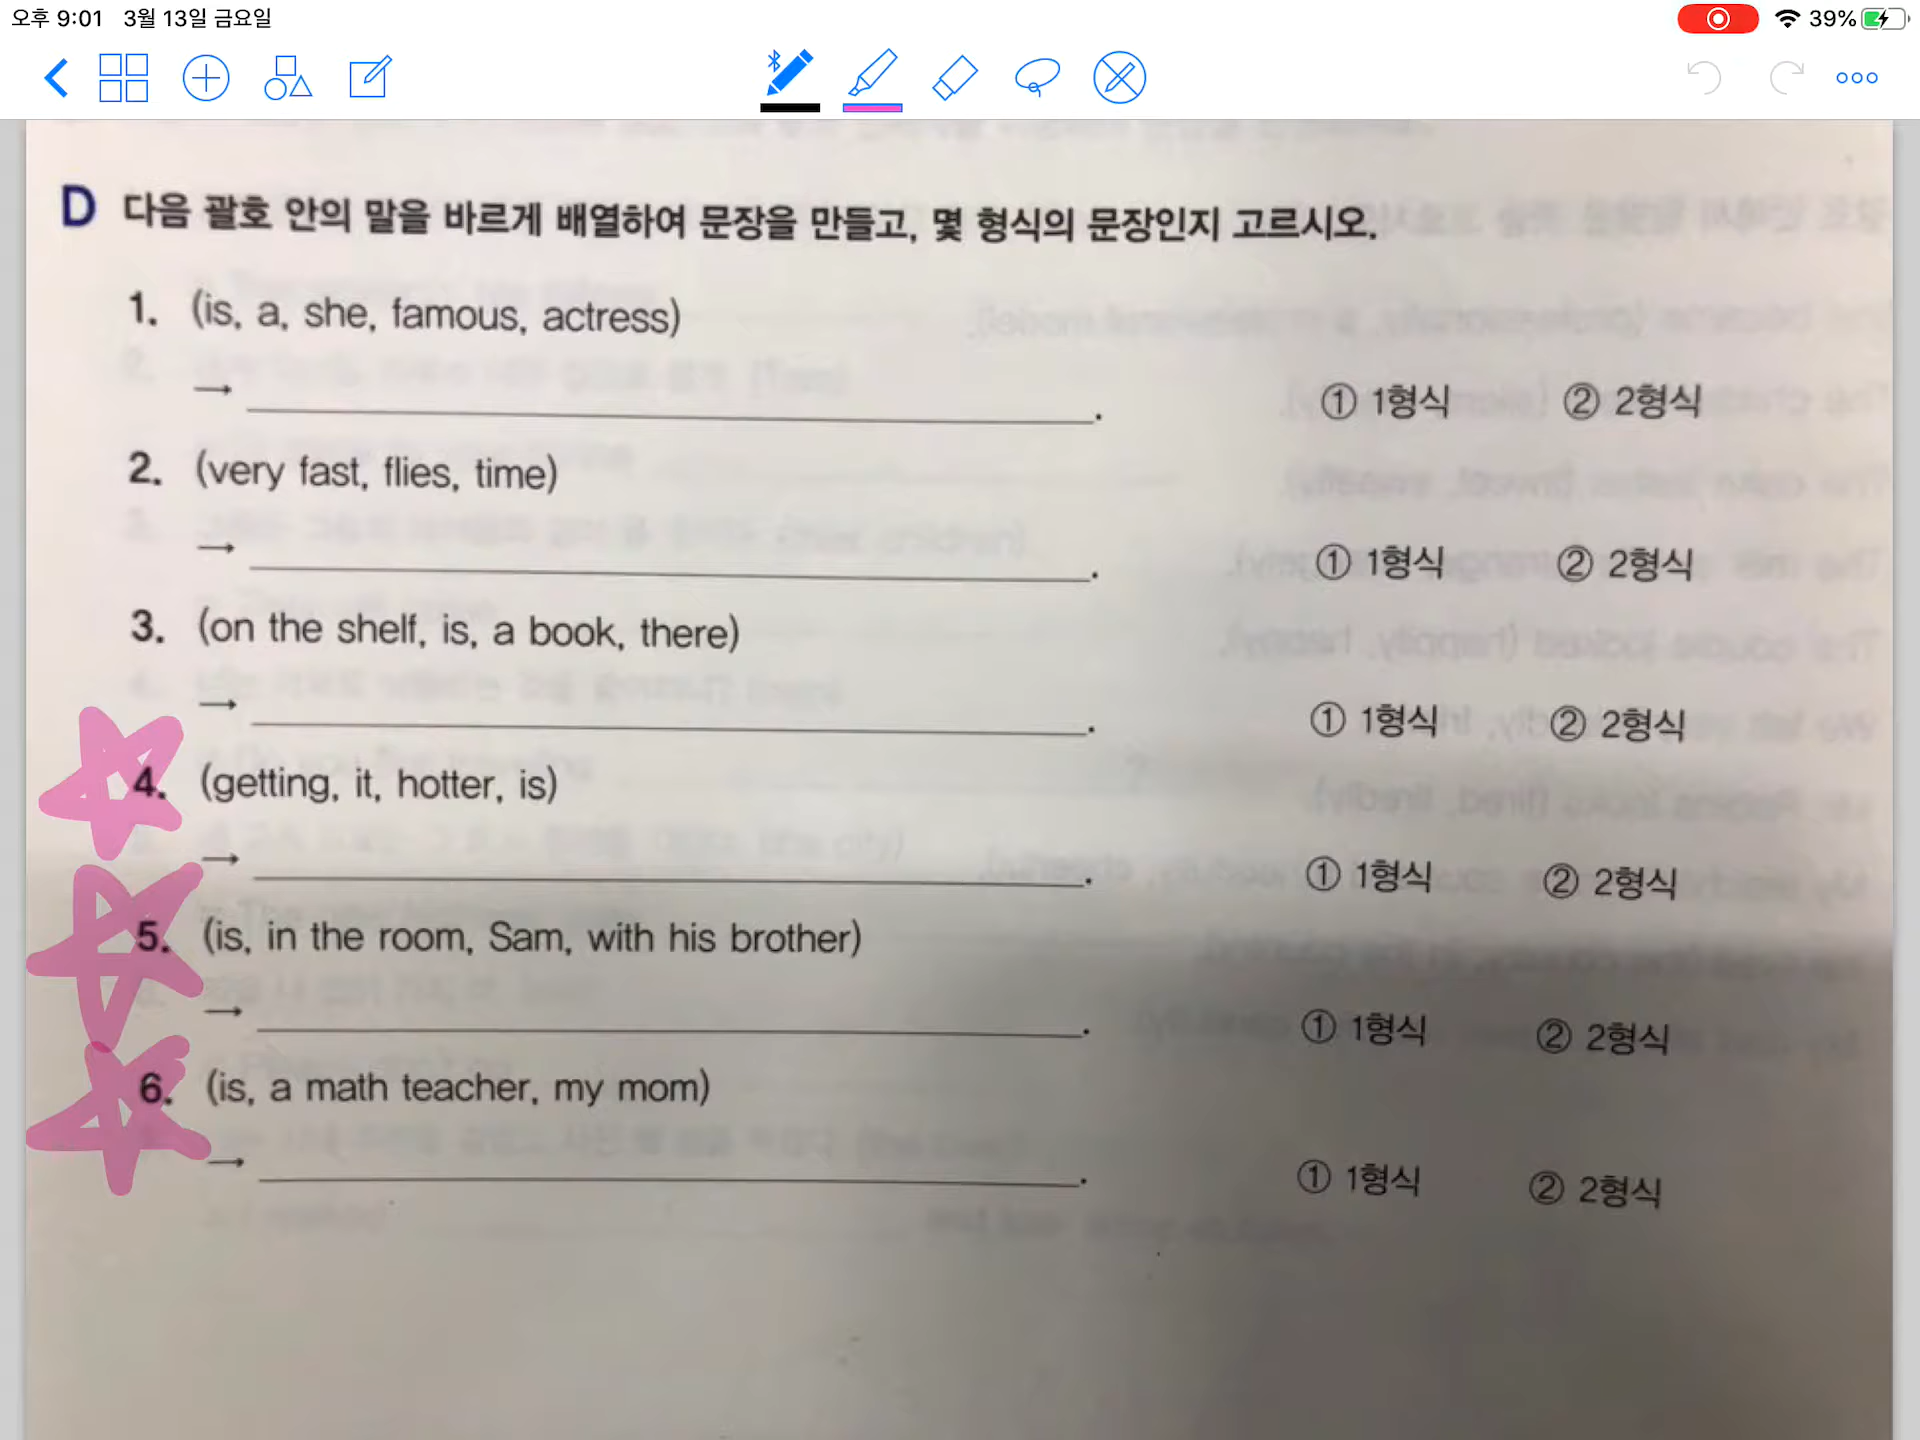 오후 9:01 3월 13일 금요일
39%
D 다음 괄호 안의 말을 바르게 배열하여 문장을 만들고, 몇 형식의 문장인지 고르시오.
1. (is, a, she, famous, actress)
→ . ① 1형식 ② 2형식
2. (very fast, flies, time)
→ . ① 1형식 ② 2형식
3. (on the shelf, is, a book, there)
→ . ① 1형식 ② 2형식
4. (getting, it, hotter, is)
→ . ① 1형식 ② 2형식
5. (is, in the room, Sam, with his brother)
→ . ① 1형식 ② 2형식
6. (is, a math teacher, my mom)
→ . ① 1형식 ② 2형식